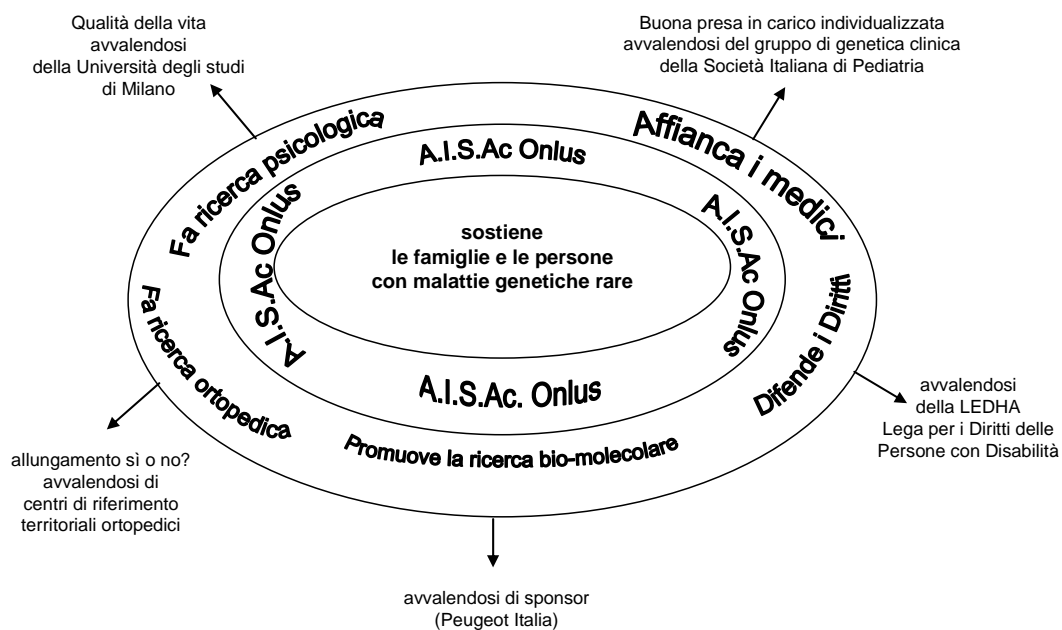 Qualità della vita
avvalendosi
della Università degli studi
di Milano
Buona presa in carico individualizzata
avvalendosi del gruppo di genetica clinica
della Società Italiana di Pediatria
Fa ricerca psicologica
Affianca i medici
A.I.S.Ac Onlus
A.I.S.Ac Onlus
A.I.S.Ac Onlus
sostiene
le famiglie e le persone
con malattie genetiche rare
Fa ricerca ortopedica
Difende i Diritti
A.I.S.Ac. Onlus
Promuove la ricerca bio-molecolare
avvalendosi
della LEDHA
Lega per i Diritti delle
Persone con Disabilità
allungamento sì o no?
avvalendosi di
centri di riferimento
territoriali ortopedici
avvalendosi di sponsor
(Peugeot Italia)